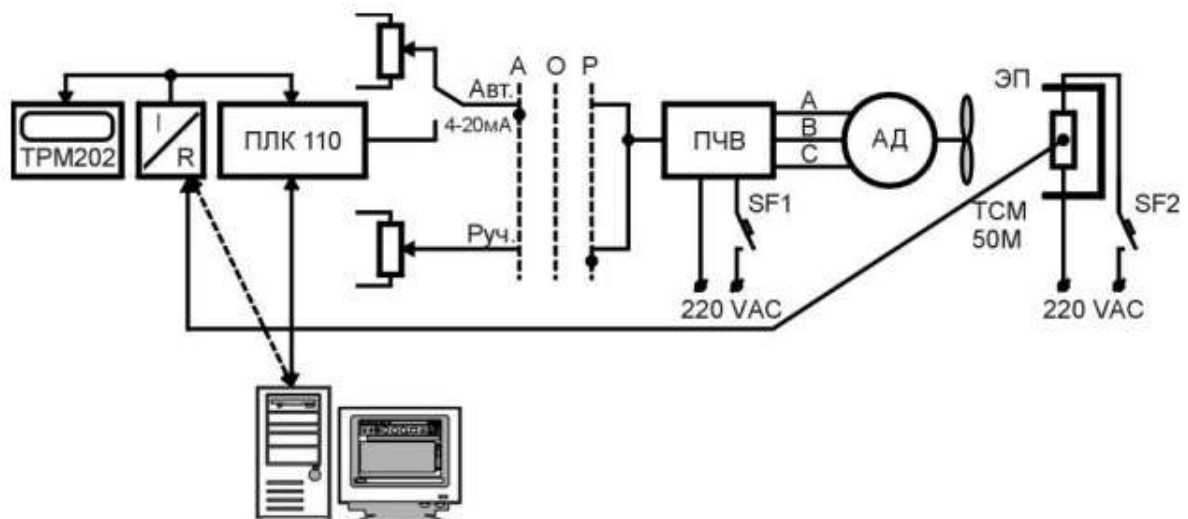 А О Р
ЭП
Авт.
4-20мА
I
R
ТРМ202
ПЛК 110
ПЧВ
А
В
С
АД
Руч.
SF1
ТСМ
50М
SF2
220 VAC
220 VAC